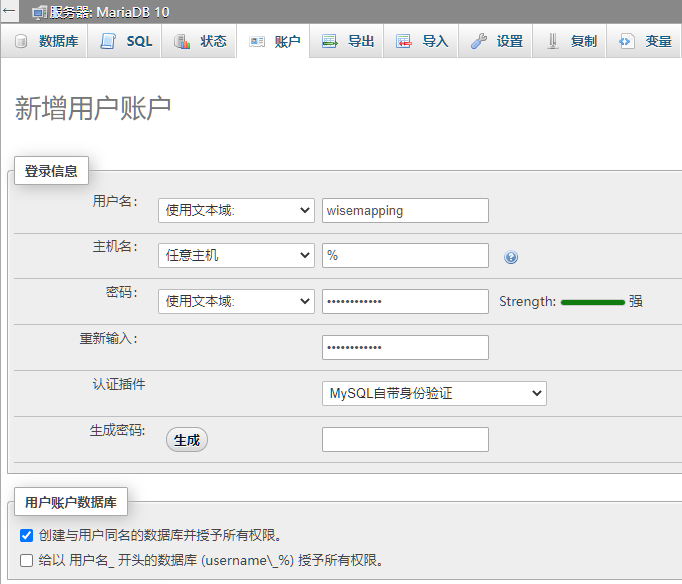 服务器: MariaDB 10
数据库 SQL 状态 账户 导出 导入 设置 复制 变量
新增用户账户
登录信息
用户名： 使用文本域: wisemapping
主机名： 任意主机 %
密码： 使用文本域: •••••••••••• Strength: 强
重新输入： ••••••••••••
认证插件 MySQL自带身份验证
生成密码: 生成
用户账户数据库
创建与用户同名的数据库并授予所有权限。
给以 用户名_ 开头的数据库 (username\_%) 授予所有权限。